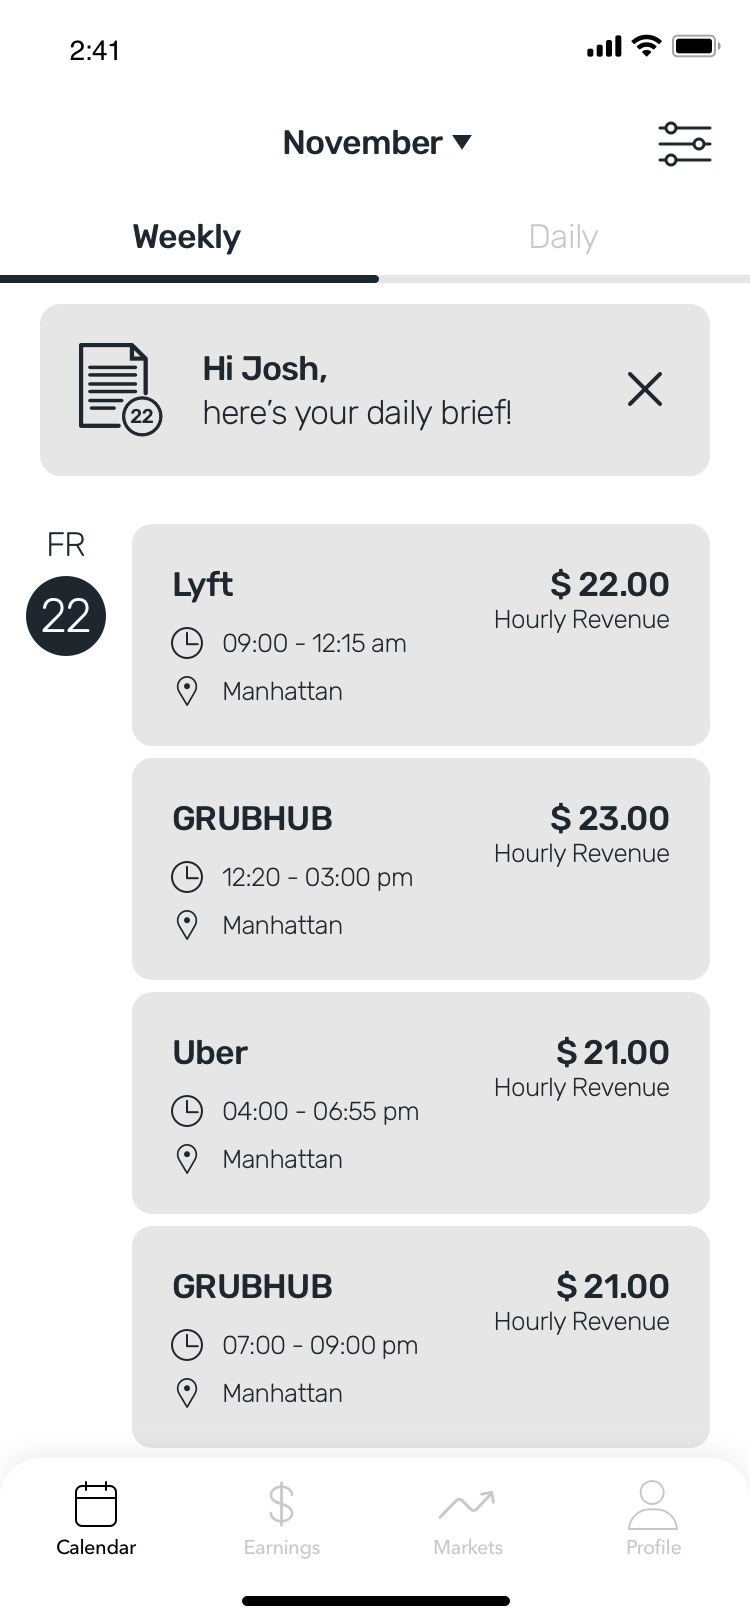 2:41
November
Weekly
Daily
22
Hi Josh,
here's your daily brief!
FR
22
Lyft
$ 22.00
Hourly Revenue
09:00 - 12:15 am
Manhattan
GRUBHUB
$ 23.00
Hourly Revenue
12:20 - 03:00 pm
Manhattan
Uber
$ 21.00
Hourly Revenue
04:00 - 06:55 pm
Manhattan
GRUBHUB
$ 21.00
Hourly Revenue
07:00 - 09:00 pm
Manhattan
Calendar
Earnings
Markets
Profile